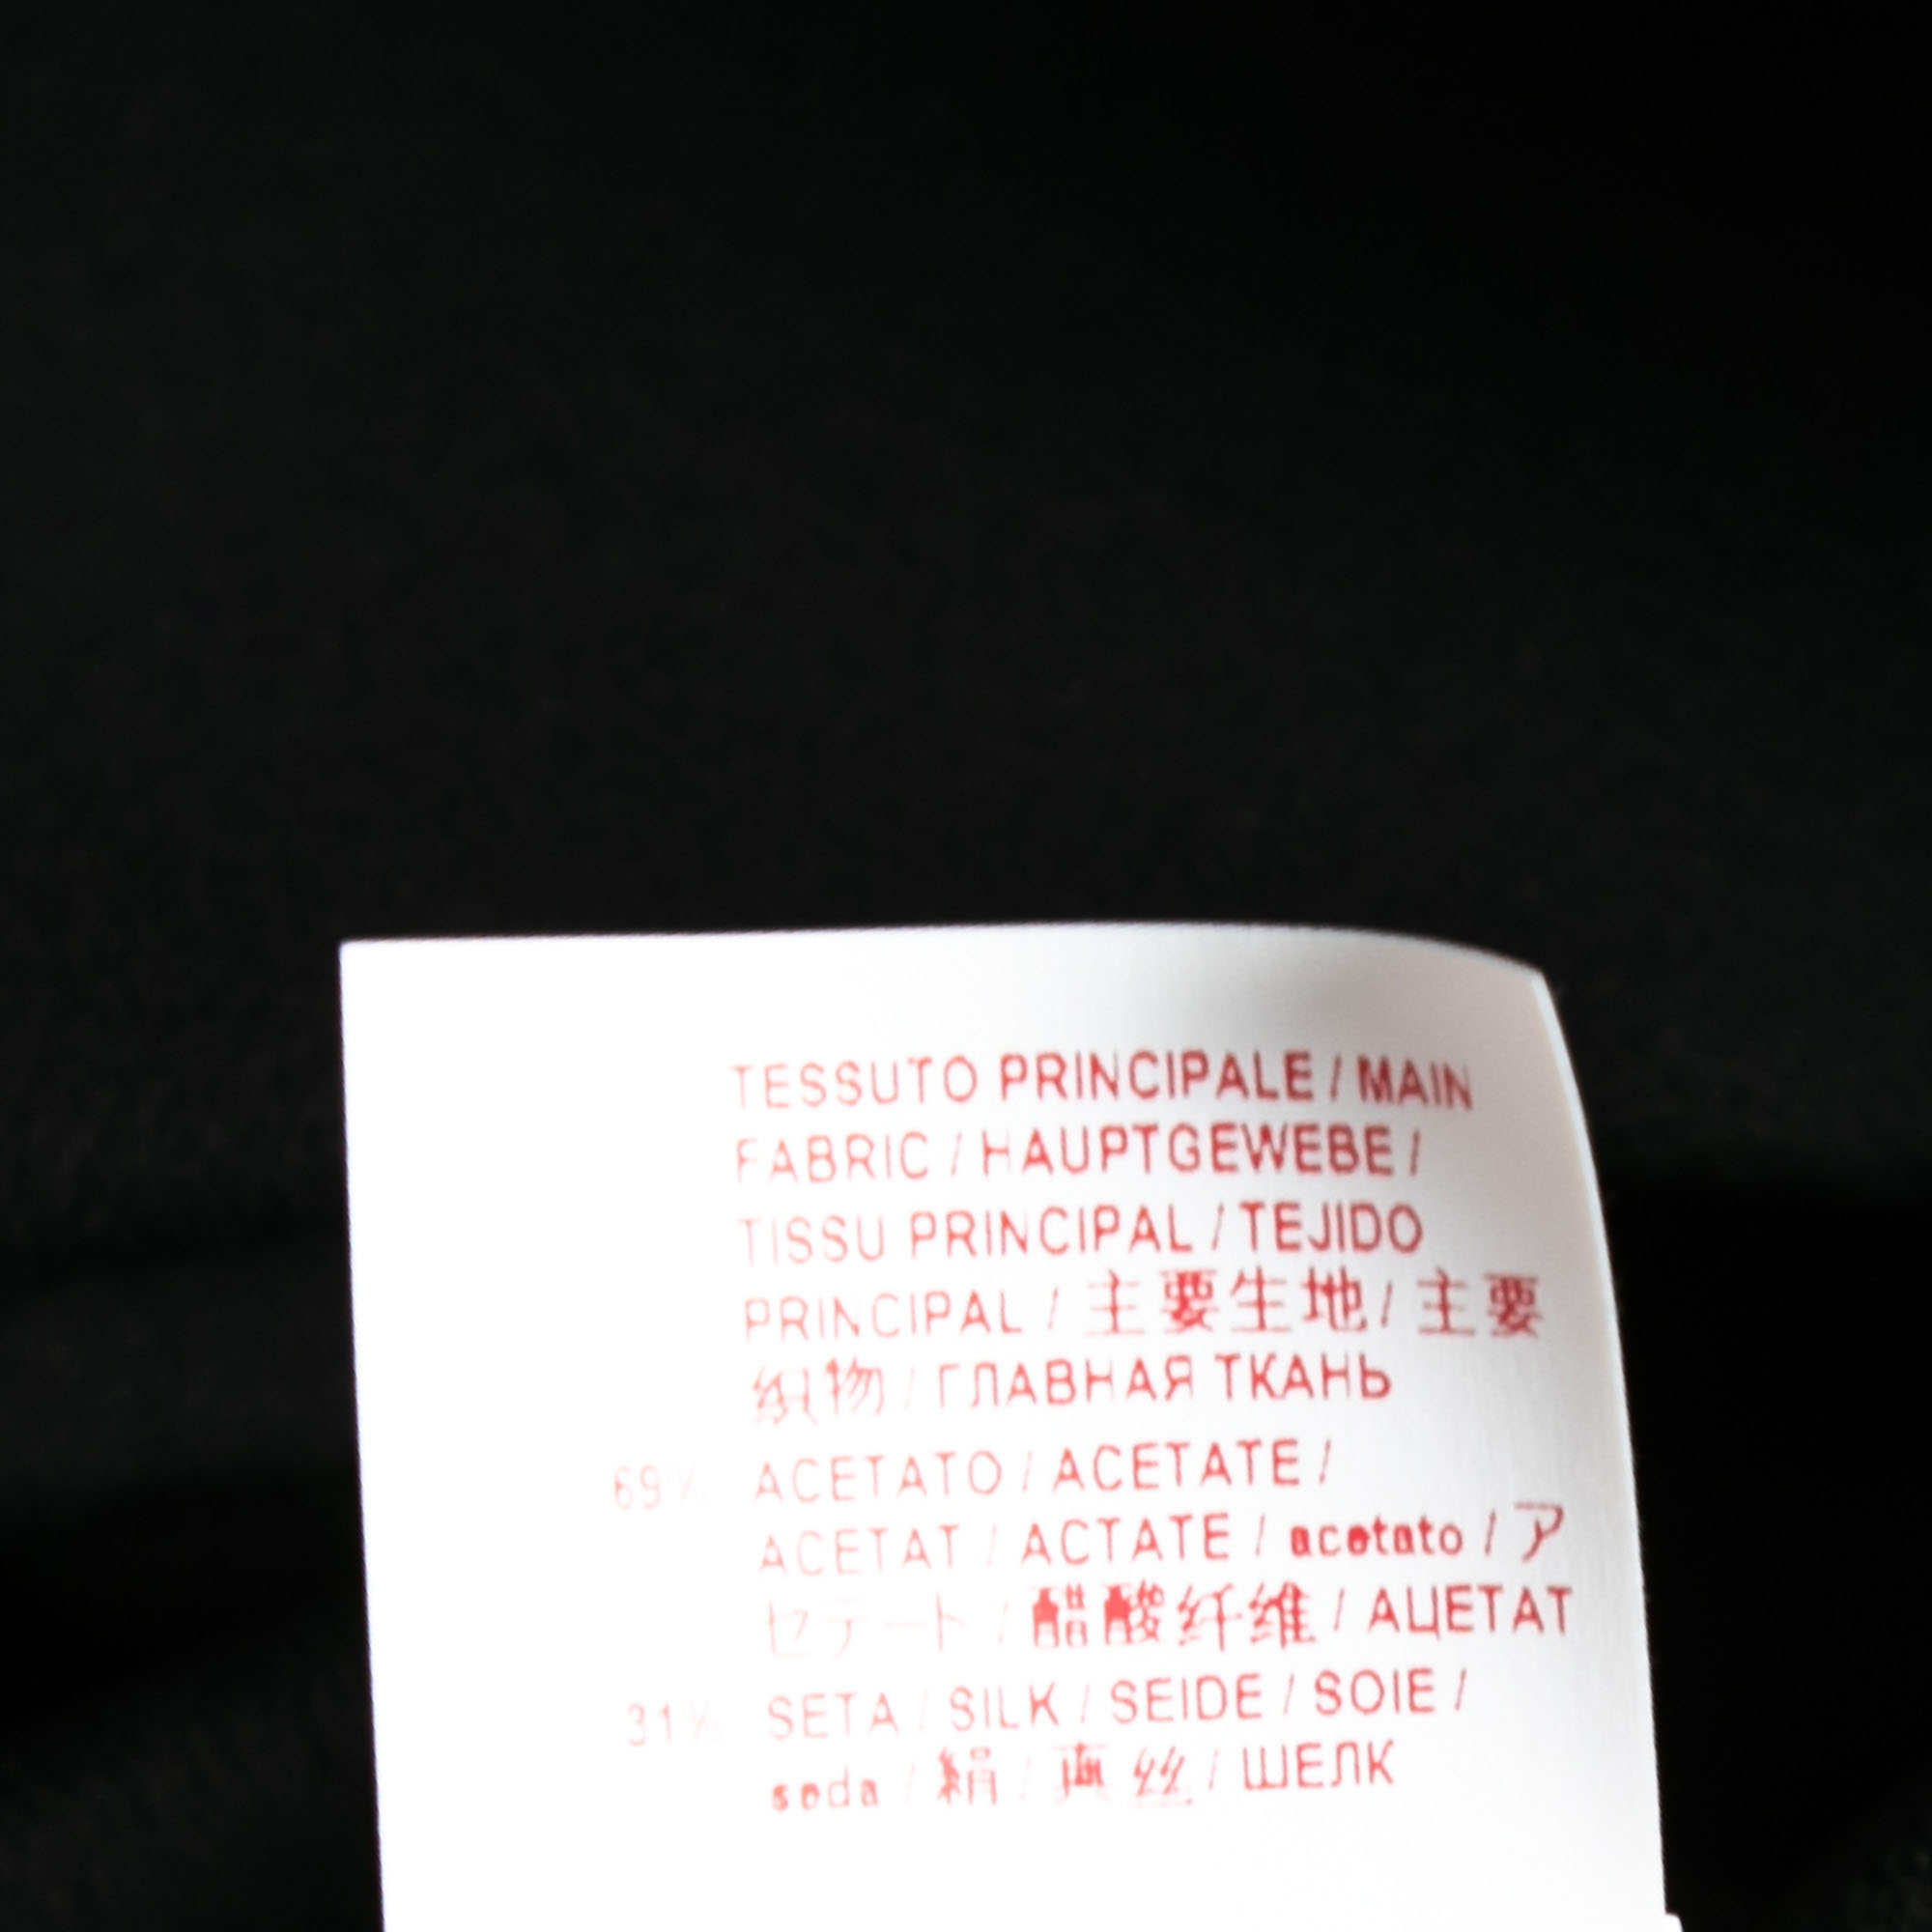 TESSUTO PRINCIPALE / MAIN
FABRIC / HAUPTGEWEBE /
TISSU PRINCIPAL / TEJIDO
PRINCIPAL / 主要生地 / 主要
织物 / ГЛАВНАЯ ТКАНЬ
69% ACETATO / ACETATE /
ACETAT / ACTATE / acetato / ア
セテート / 醋酸纤维 / АЦЕТАТ
31% SETA / SILK / SEIDE / SOIE /
seda / 絹 / 真丝 / ШЕЛК